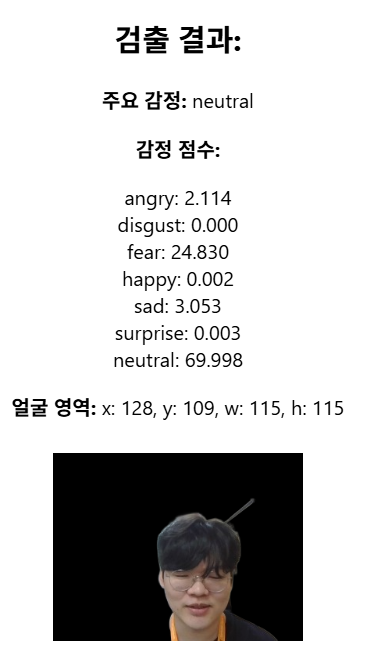 검출 결과:
주요 감정: neutral
감정 점수:
angry: 2.114
disgust: 0.000
fear: 24.830
happy: 0.002
sad: 3.053
surprise: 0.003
neutral: 69.998
얼굴 영역: x: 128, y: 109, w: 115, h: 115